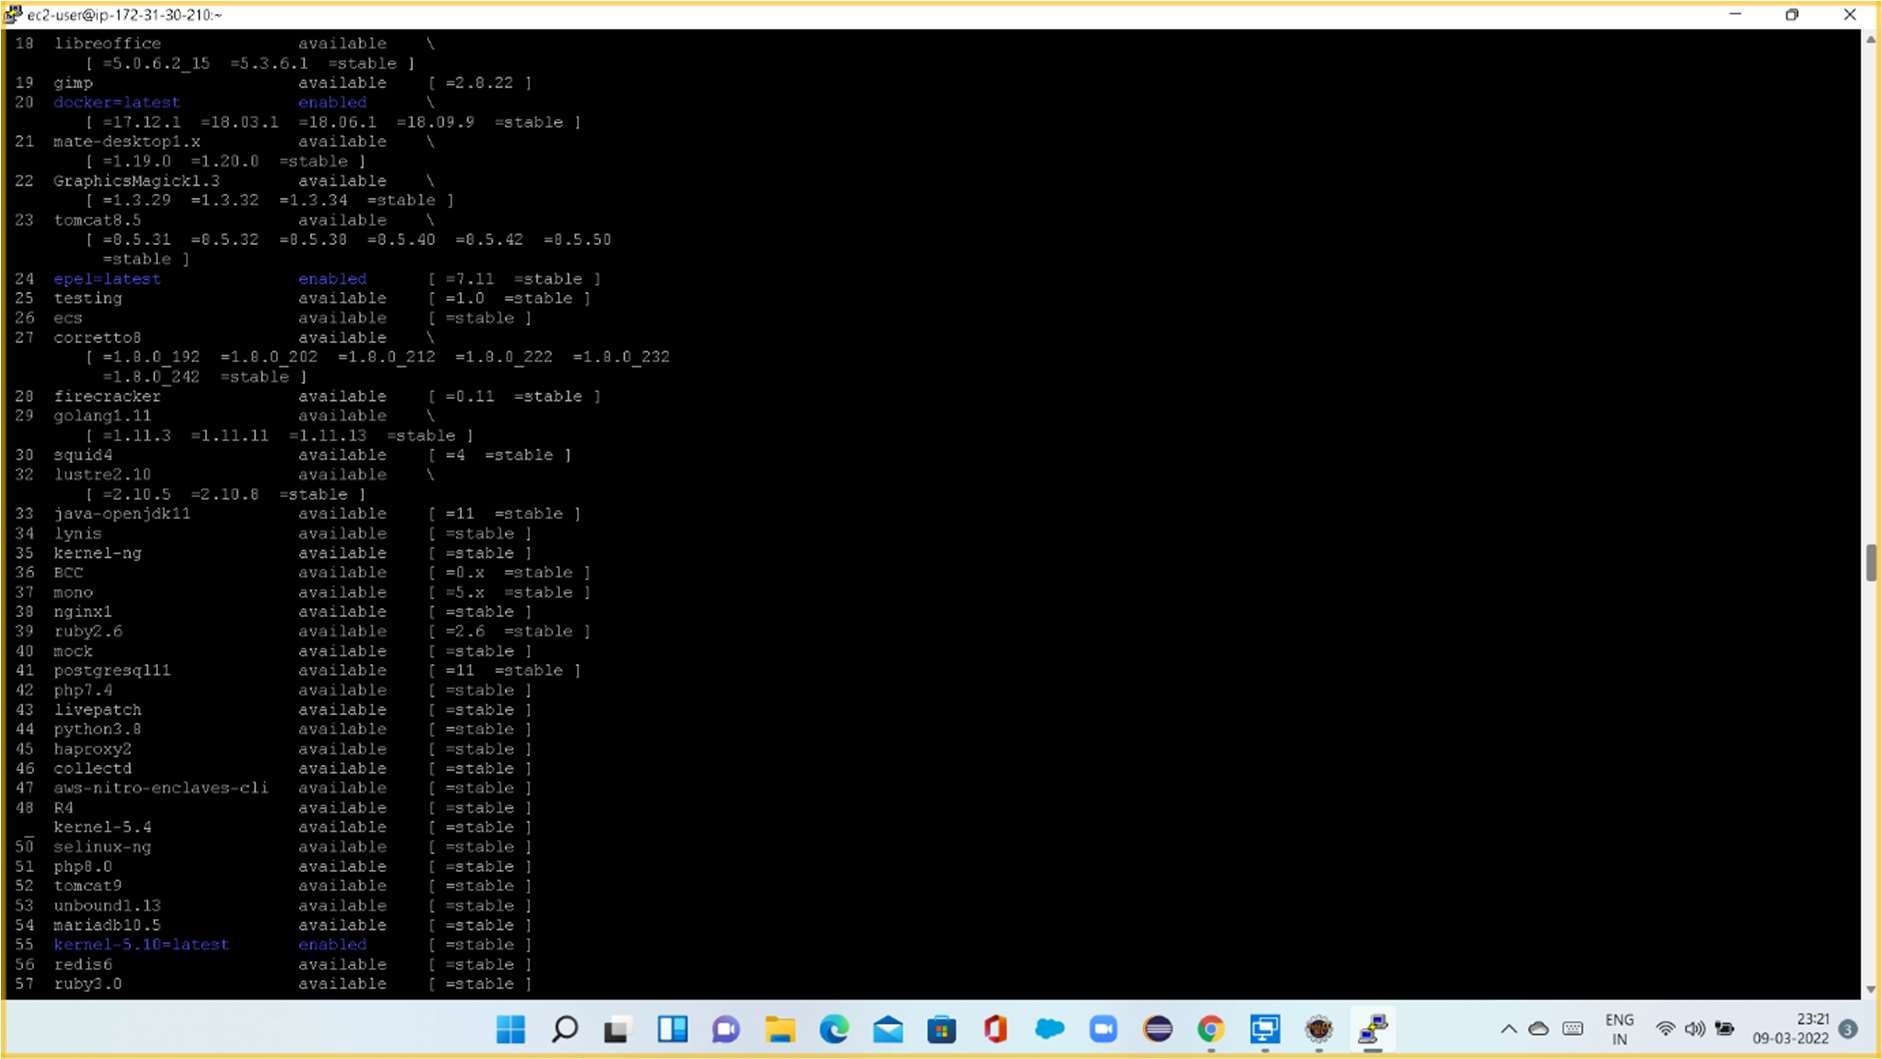 ec2-user@ip-172-31-30-210:~
18 libreoffice available \
[ =5.0.6.2_15 =5.3.6.1 =stable ]
19 gimp available [ =2.8.22 ]
20 docker=latest enabled \
[ =17.12.1 =18.03.1 =18.06.1 =18.09.9 =stable ]
21 mate-desktop1.x available \
[ =1.19.0 =1.20.0 =stable ]
22 GraphicsMagick1.3 available \
[ =1.3.29 =1.3.32 =1.3.34 =stable ]
23 tomcat8.5 available \
[ =8.5.31 =8.5.32 =8.5.38 =8.5.40 =8.5.42 =8.5.50
=stable ]
24 epel=latest enabled [ =7.11 =stable ]
25 testing available [ =1.0 =stable ]
26 ecs available [ =stable ]
27 corretto8 available \
[ =1.8.0_192 =1.8.0_202 =1.8.0_212 =1.8.0_222 =1.8.0_232
=1.8.0_242 =stable ]
28 firecracker available [ =0.11 =stable ]
29 golang1.11 available \
[ =1.11.3 =1.11.11 =1.11.13 =stable ]
30 squid4 available [ =4 =stable ]
32 lustre2.10 available \
[ =2.10.5 =2.10.8 =stable ]
33 java-openjdk11 available [ =11 =stable ]
34 lynis available [ =stable ]
35 kernel-ng available [ =stable ]
36 BCC available [ =0.x =stable ]
37 mono available [ =5.x =stable ]
38 nginx1 available [ =stable ]
39 ruby2.6 available [ =2.6 =stable ]
40 mock available [ =stable ]
41 postgresql11 available [ =11 =stable ]
42 php7.4 available [ =stable ]
43 livepatch available [ =stable ]
44 python3.8 available [ =stable ]
45 haproxy2 available [ =stable ]
46 collectd available [ =stable ]
47 aws-nitro-enclaves-cli available [ =stable ]
48 R4 available [ =stable ]
_ kernel-5.4 available [ =stable ]
50 selinux-ng available [ =stable ]
51 php8.0 available [ =stable ]
52 tomcat9 available [ =stable ]
53 unbound1.13 available [ =stable ]
54 mariadb10.5 available [ =stable ]
55 kernel-5.10=latest enabled [ =stable ]
56 redis6 available [ =stable ]
57 ruby3.0 available [ =stable ]
ENG
IN
23:21
09-03-2022
3